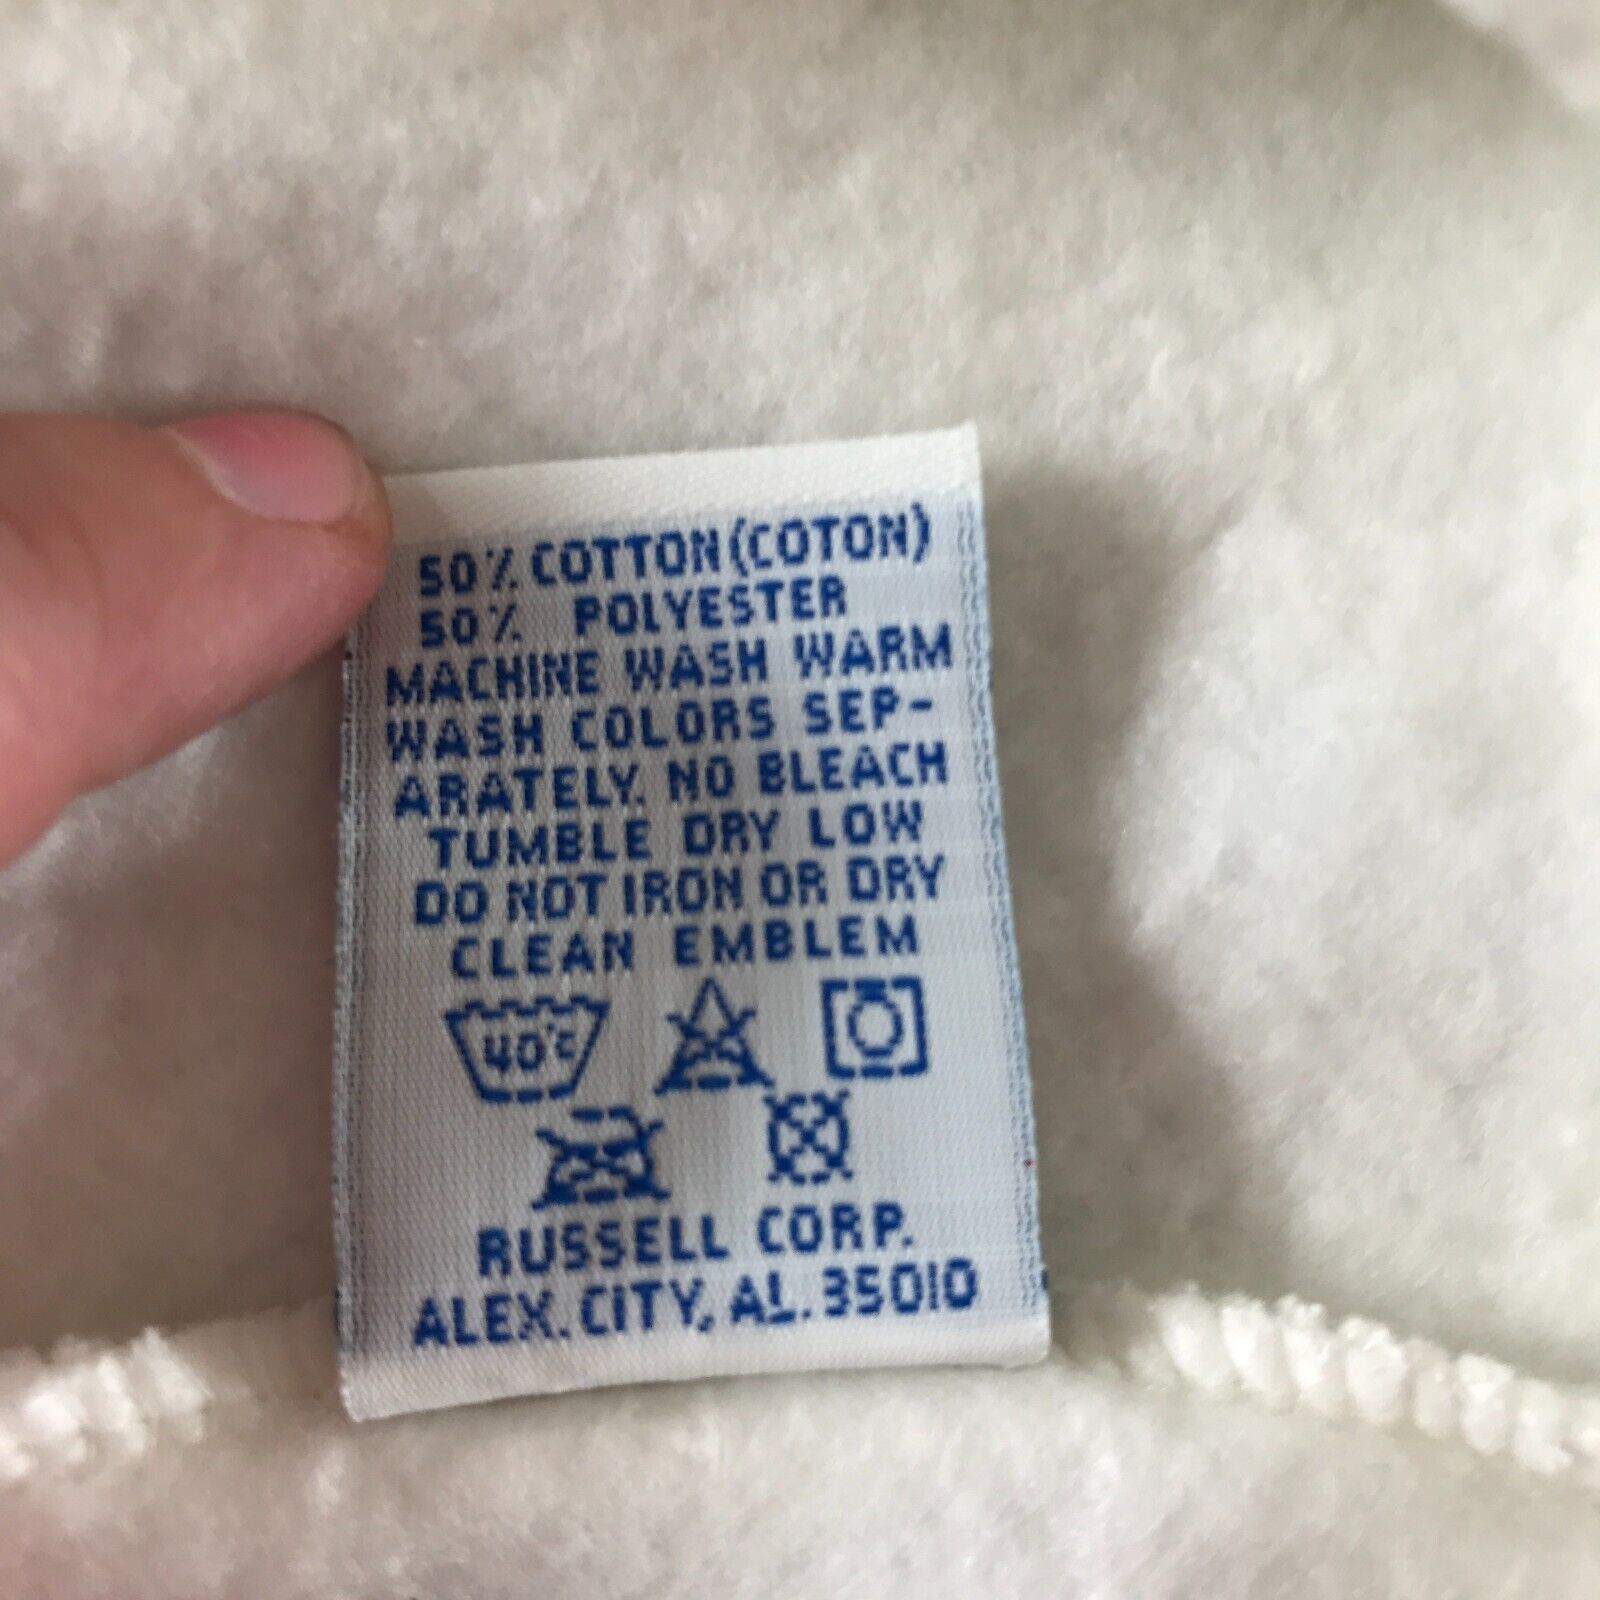 50% COTTON (COTON)
50% POLYESTER
MACHINE WASH WARM
WASH COLORS SEP-
ARATELY. NO BLEACH
TUMBLE DRY LOW
DO NOT IRON OR DRY
CLEAN EMBLEM
40°C
RUSSELL CORP.
ALEX. CITY, AL. 35010